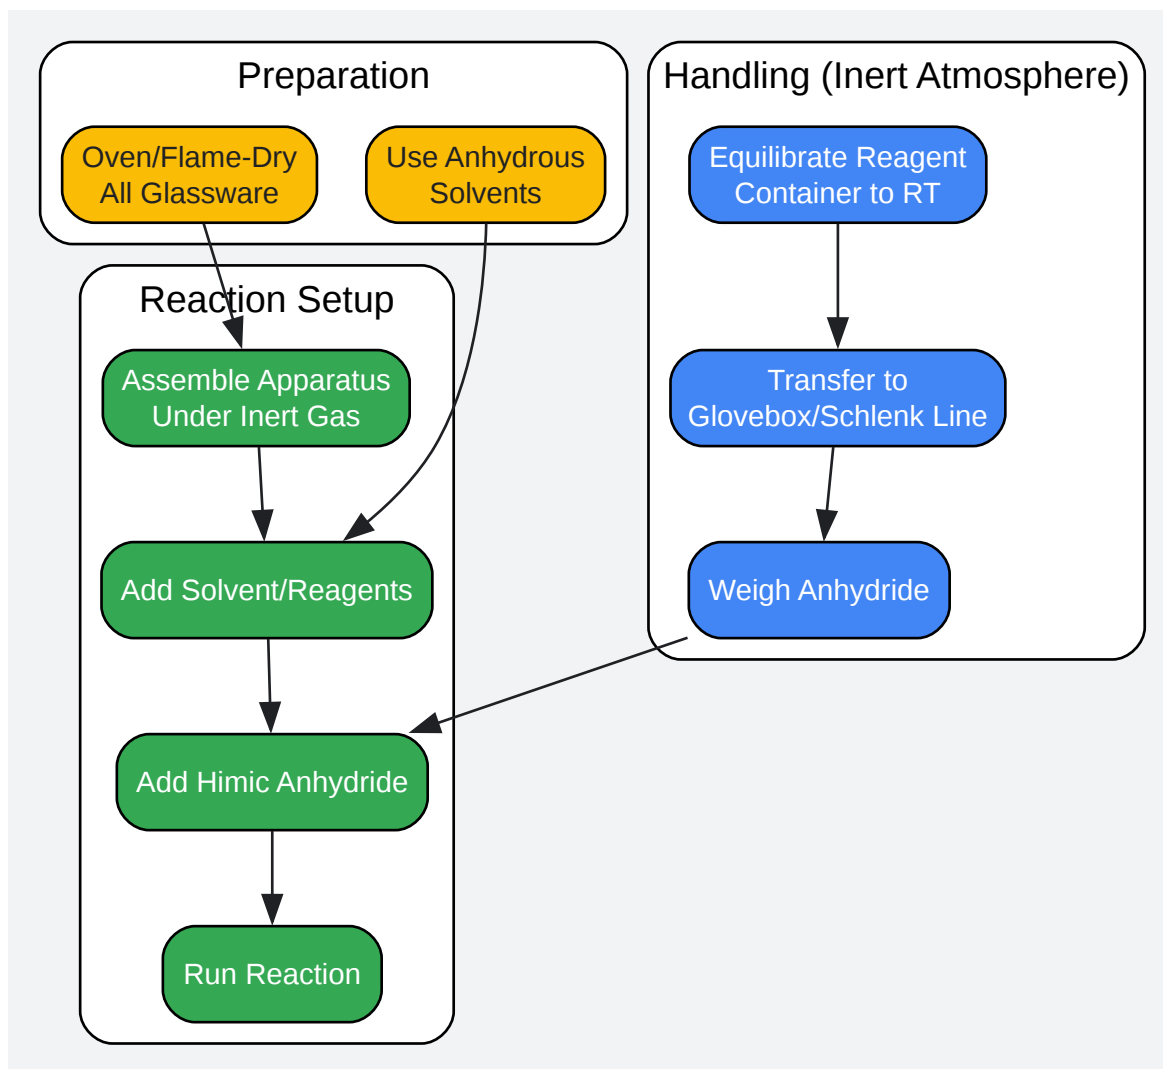 Preparation
Oven/Flame-Dry
All Glassware
Use Anhydrous
Solvents
Handling (Inert Atmosphere)
Equilibrate Reagent
Container to RT
Transfer to
Glovebox/Schlenk Line
Weigh Anhydride
Reaction Setup
Assemble Apparatus
Under Inert Gas
Add Solvent/Reagents
Add Himic Anhydride
Run Reaction